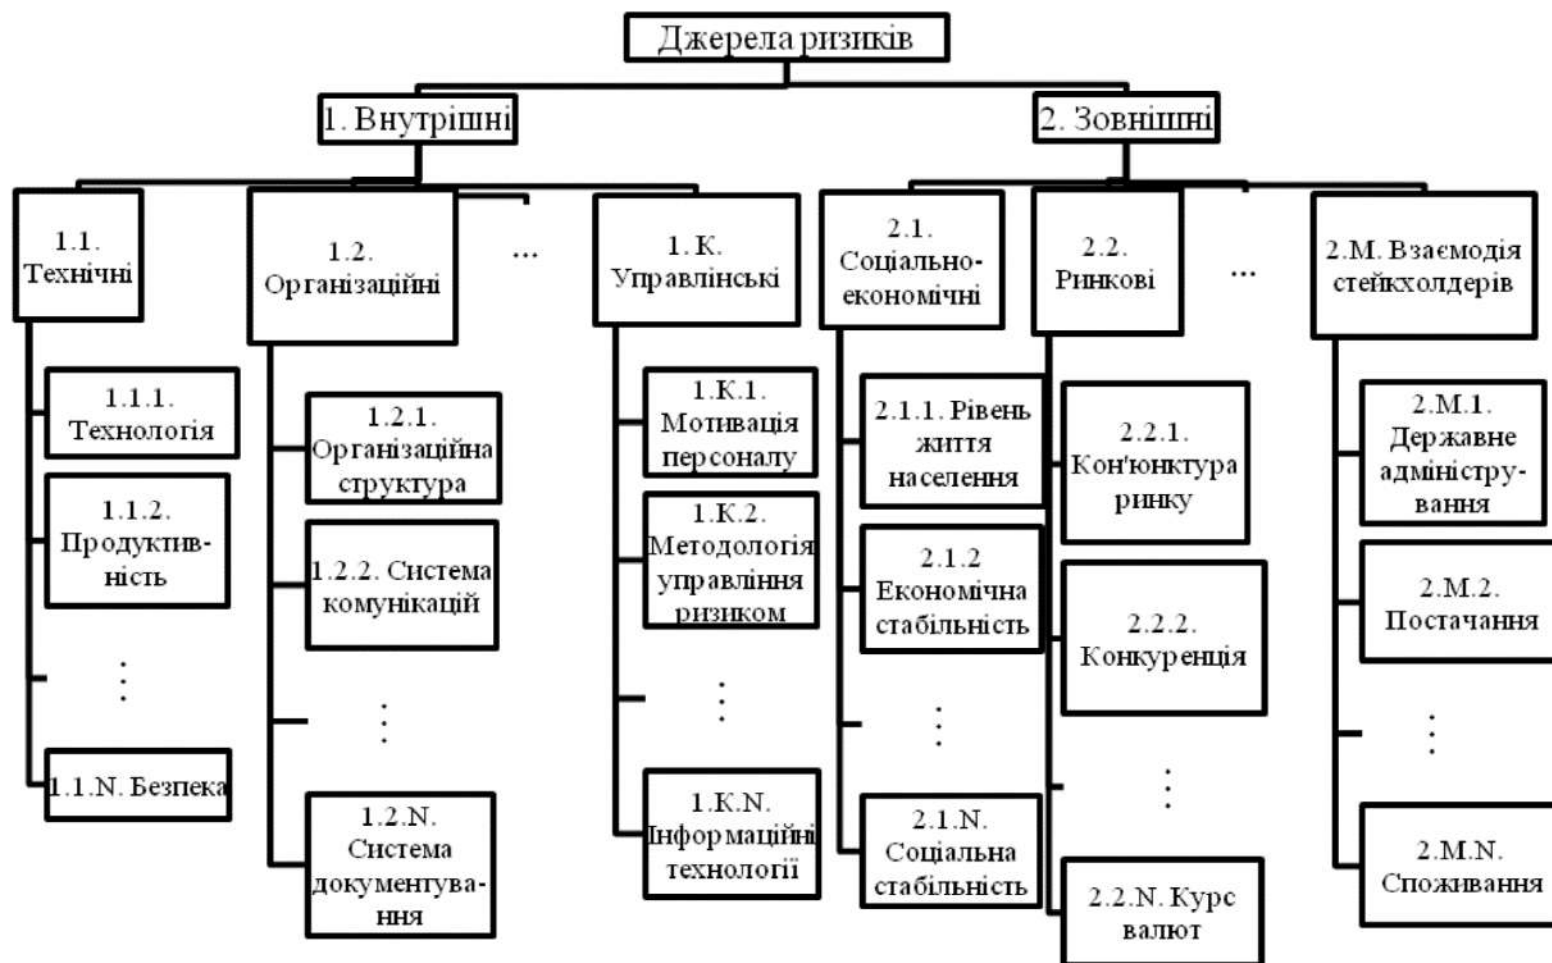 Джерела ризиків
1. Внутрішні
2. Зовнішні
1.1.
Технічні
1.2.
Організаційні
...
1. К.
Управлінські
2.1.
Соціально-
економічні
2.2.
Ринкові
...
2.М. Взаємодія
стейкхолдерів
1.1.1.
Технологія
1.1.2.
Продуктив-
ність
⋮
1.1.N. Безпека
1.2.1.
Організаційна
структура
1.2.2. Система
комунікацій
⋮
1.2.N.
Система
документува-
ння
1.К.1
Мотивація
персоналу
1.К.2.
Методологія
управління
ризиком
⋮
1.К.N.
Інформаційні
технології
2.1.1. Рівень
життя
населення
2.1.2
Економічна
стабільність
⋮
2.1.N.
Соціальна
стабільність
2.2.1.
Кон'юнктура
ринку
2.2.2.
Конкуренція
⋮
2.2.N. Курс
валют
2.М.1.
Державне
адмініструь-
вання
2.М.2.
Постачання
⋮
2.М.N.
Споживання